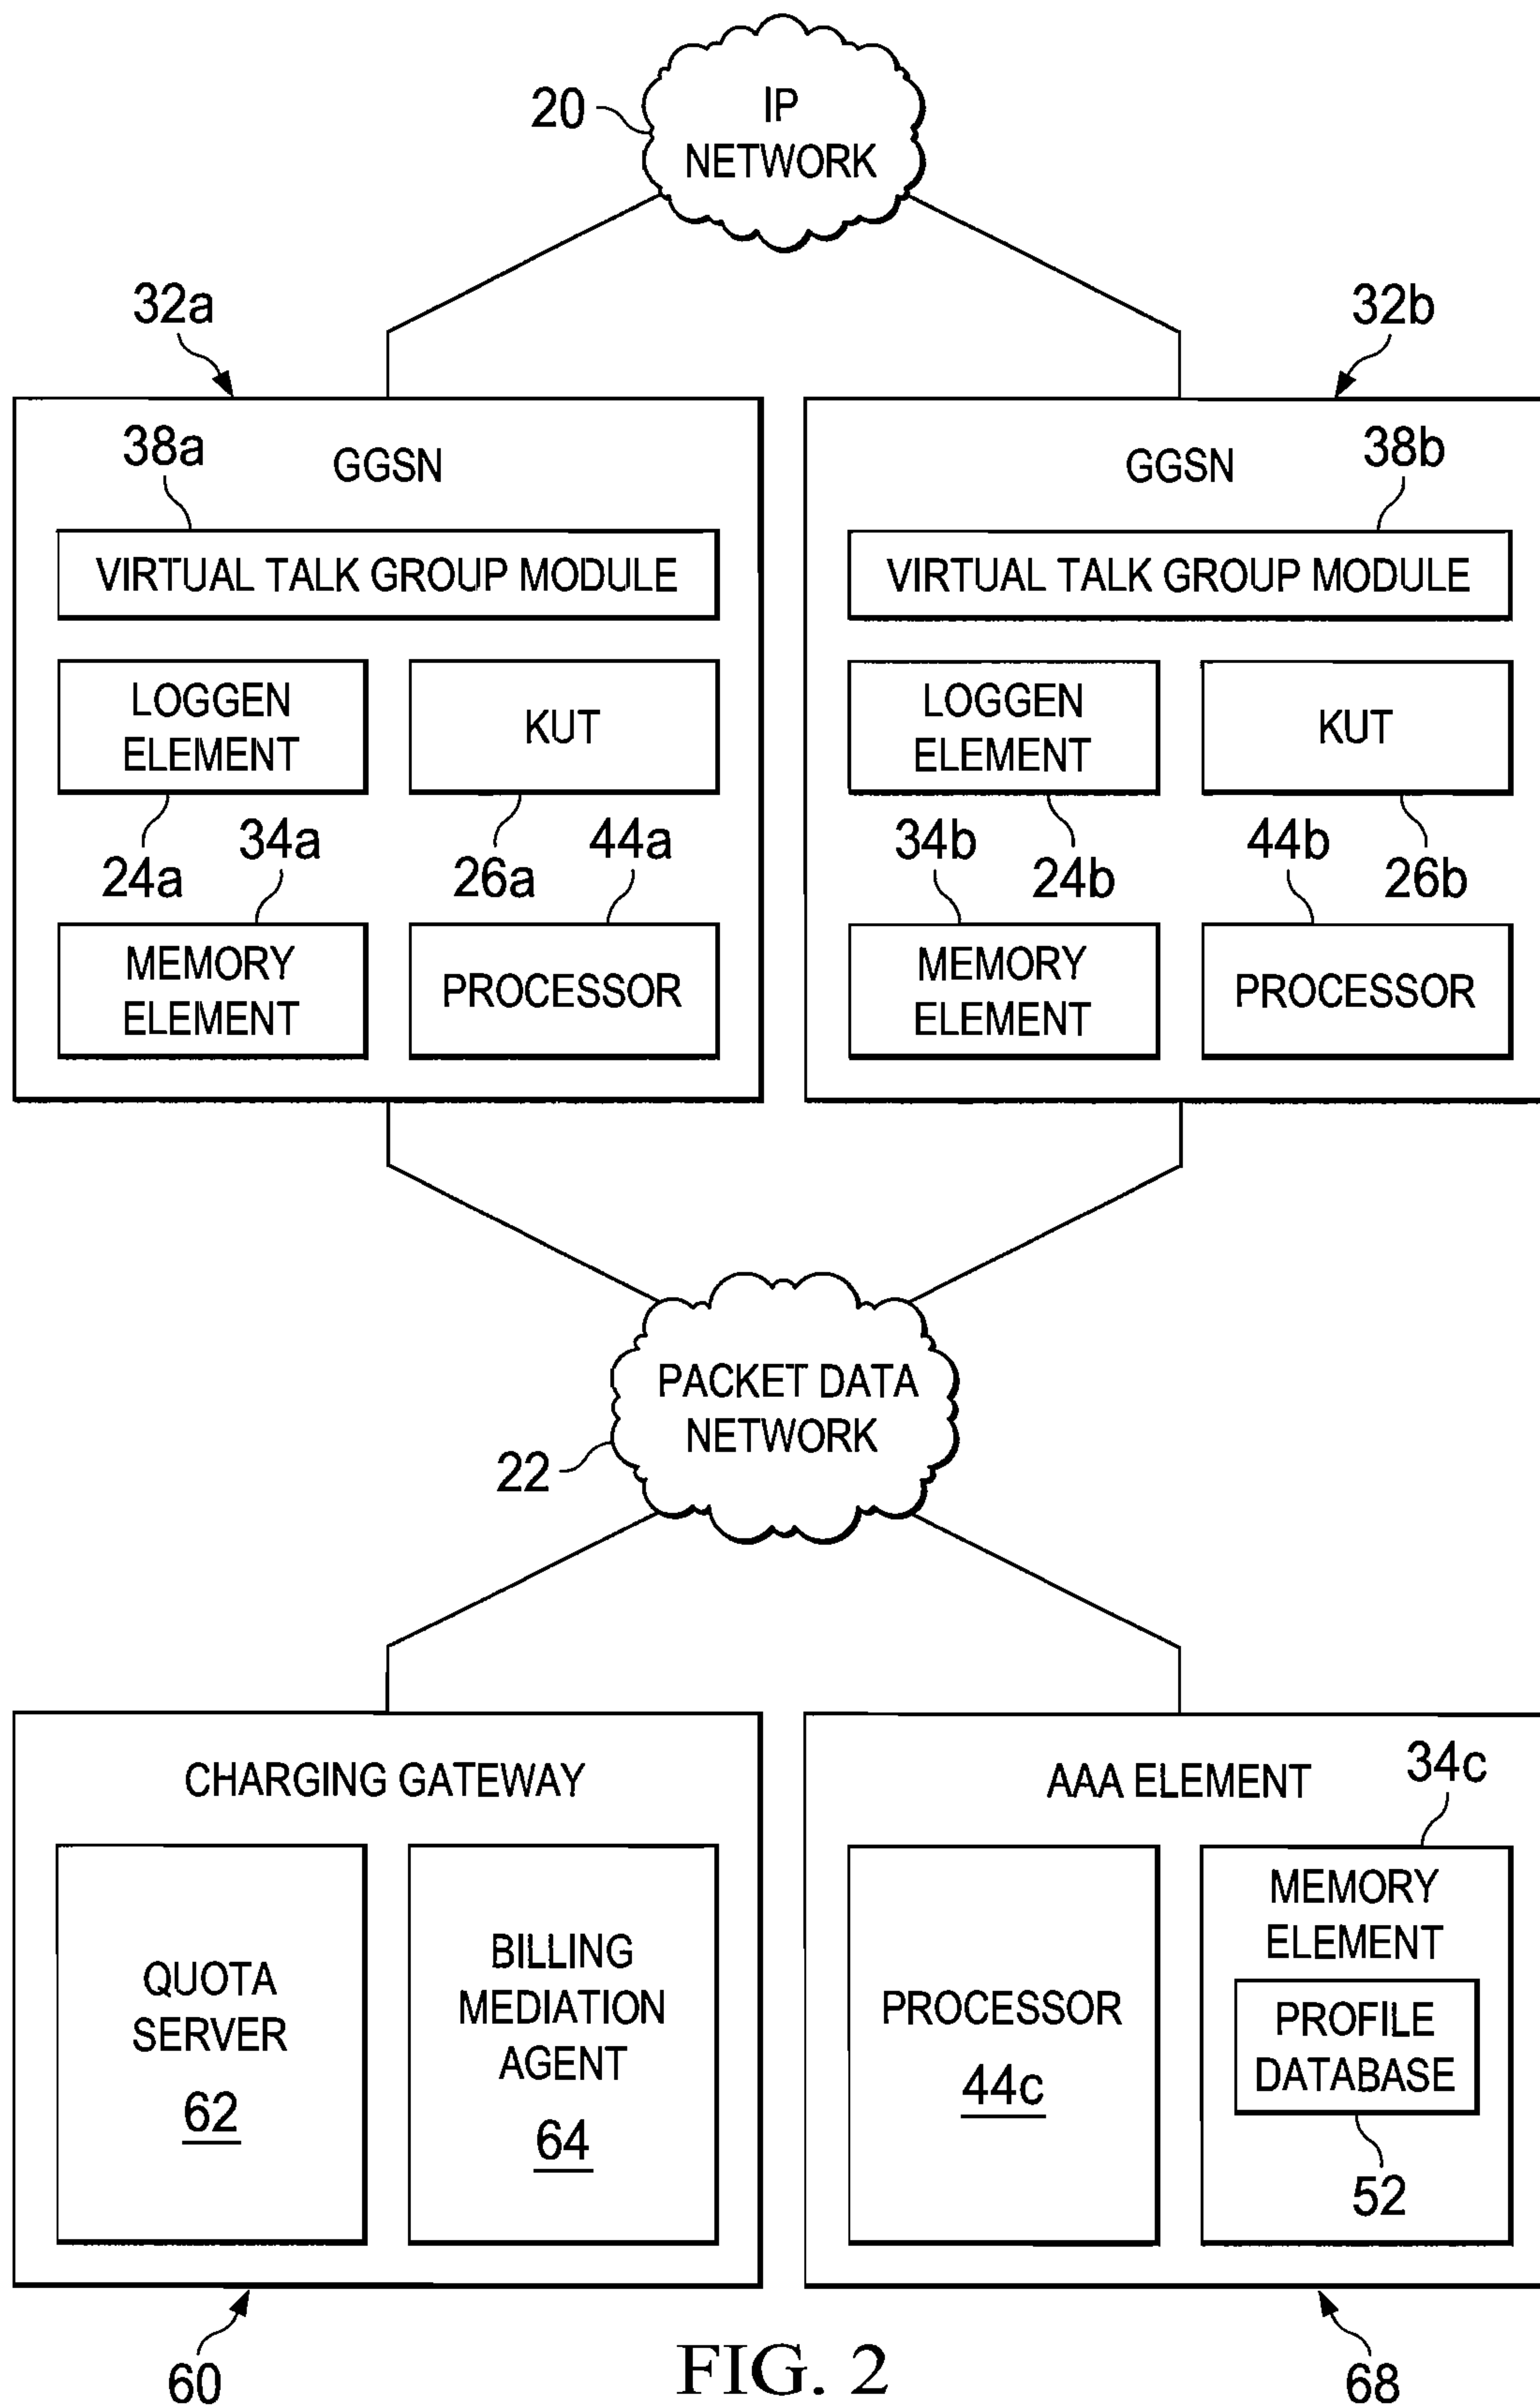 IP
NETWORK
20
32a
32b
GGSN
38a
VIRTUAL TALK GROUP MODULE
LOGGEN
ELEMENT
KUT
24a
34a
26a
44a
MEMORY
ELEMENT
PROCESSOR
GGSN
38b
VIRTUAL TALK GROUP MODULE
LOGGEN
ELEMENT
KUT
34b
24b
44b
26b
MEMORY
ELEMENT
PROCESSOR
PACKET DATA
NETWORK
22
CHARGING GATEWAY
QUOTA
SERVER
62
BILLING
MEDIATION
AGENT
64
60
AAA ELEMENT
34c
PROCESSOR
44c
MEMORY
ELEMENT
PROFILE
DATABASE
52
68
FIG. 2